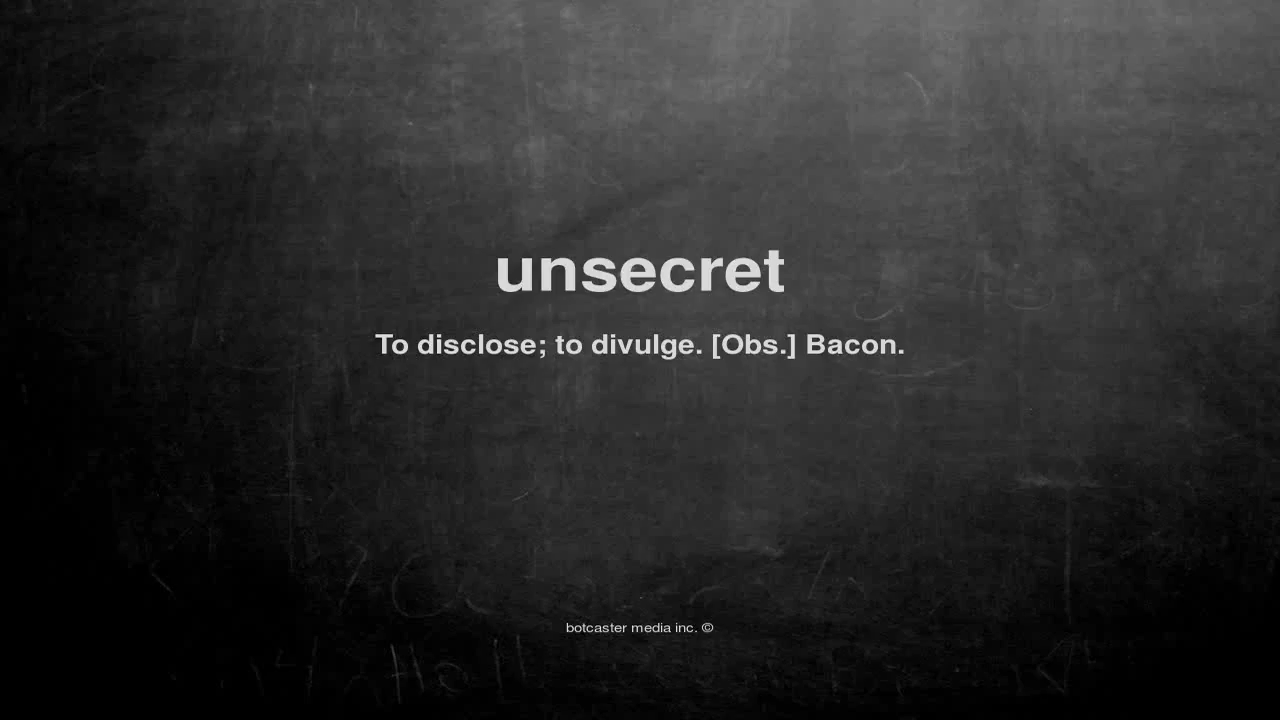 unsecret
To disclose; to divulge. [Obs.] Bacon.
botcaster media inc. ©